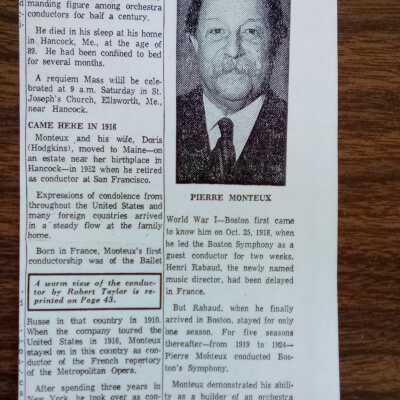 manding figure among orchestra
conductors for half a century.
He died in his sleep at his home
in Hancock, Me., at the age of
89. He had been confined to bed
for several months.
A requiem Mass willl be cele-
brated at 9 a.m. Saturday in St.
Joseph's Church, Ellsworth, Me.,
near Hancock.
CAME HERE IN 1916
Monteux and his wife, Doris
(Hodgkins), moved to Maine—on
an estate near her birthplace in
Hancock—in 1952 when he retired
as conductor at San Francisco.
Expressions of condolence from
throughout the United States and
many foreign countries arrived
in a steady flow at the family
home.
Born in France, Monteux's first
conductorship was of the Ballet
A warm view of the conduc-
tor by Robert Taylor is re-
printed on Page 43.
Russe in that country in 1910.
When the company toured the
United States in 1916, Monteux
stayed on in this country as con-
ductor of the French repertory
of the Metropolitan Opera.
After spending three years in
New York, he took over as con-
PIERRE MONTEUX
World War I—Boston first came
to know him on Oct. 25, 1918, when
he led the Boston Symphony as a
guest conductor for two weeks.
Henri Rabaud, the newly named
music director, had been delayed
in France.
But Rabaud, when he finally
arrived in Boston, stayed for only
one season. For five seasons
thereafter—from 1919 to 1924—
Pierre Monteux conducted Bos-
ton's Symphony.
Monteux demonstrated his abil-
ity as a builder of an orchestra